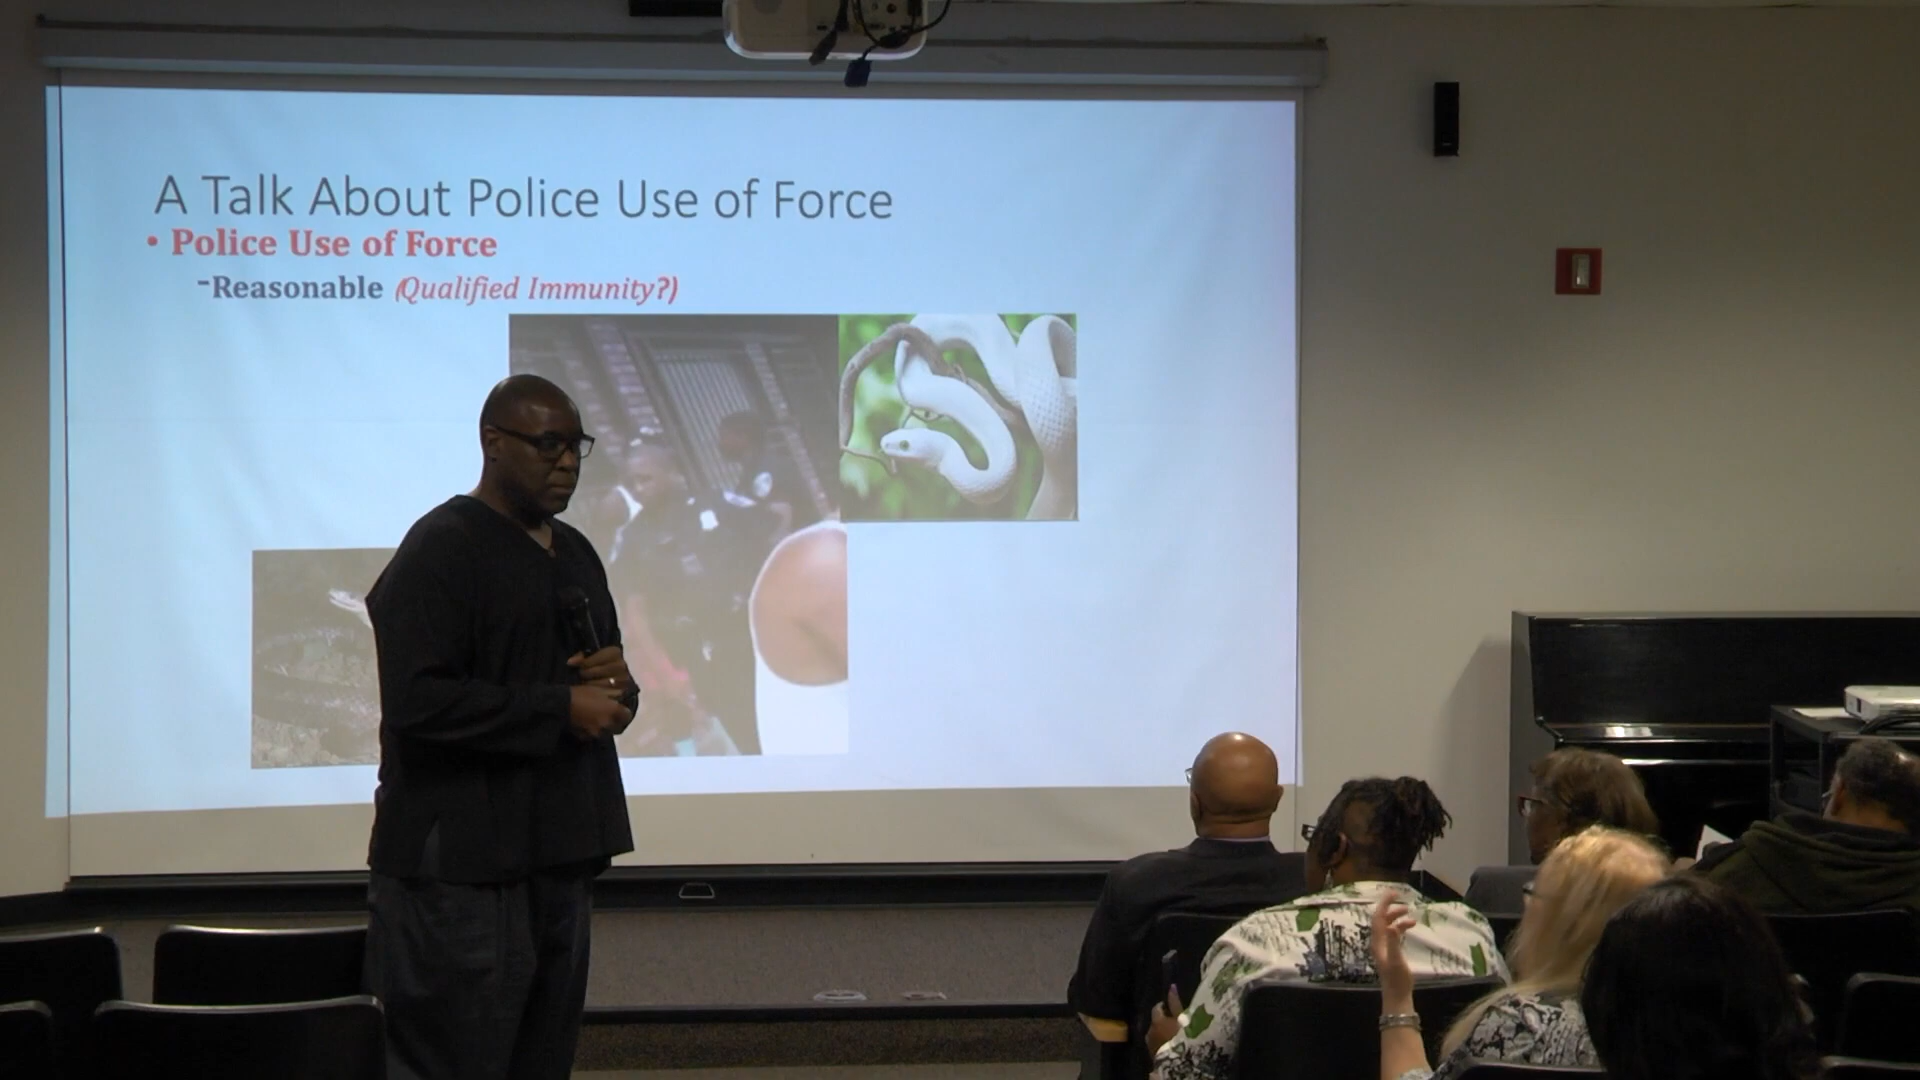 A Talk About Police Use of Force
• Police Use of Force
-Reasonable (Qualified Immunity?)